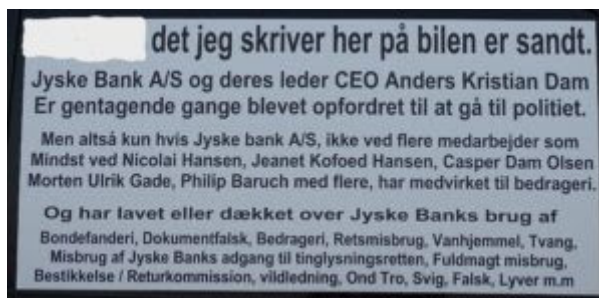 det jeg skriver her på bilen er sandt.
Jyske Bank A/S og deres leder CEO Anders Kristian Dam
Er gentagende gange blevet opfordret til at gå til politiet.
Men altså kun hvis Jyske bank A/S, ikke ved flere medarbejder som
Mindst ved Nicolai Hansen, Jeanet Kofoed Hansen, Casper Dam Olsen
Morten Ulrik Gade, Philip Baruch med flere, har medvirket til bedrageri.
Og har lavet eller dækket over Jyske Banks brug af
Bondefanderi, Dokumentfalsk, Bedrageri, Retsmisbrug, Vanhjemmel, Tvang,
Misbrug af Jyske Banks adgang til tinglysningsretten, Fuldmagt misbrug,
Bestikkelse / Returkommission, vildledning, Ond Tro, Svig, Falsk, Lyver m.m